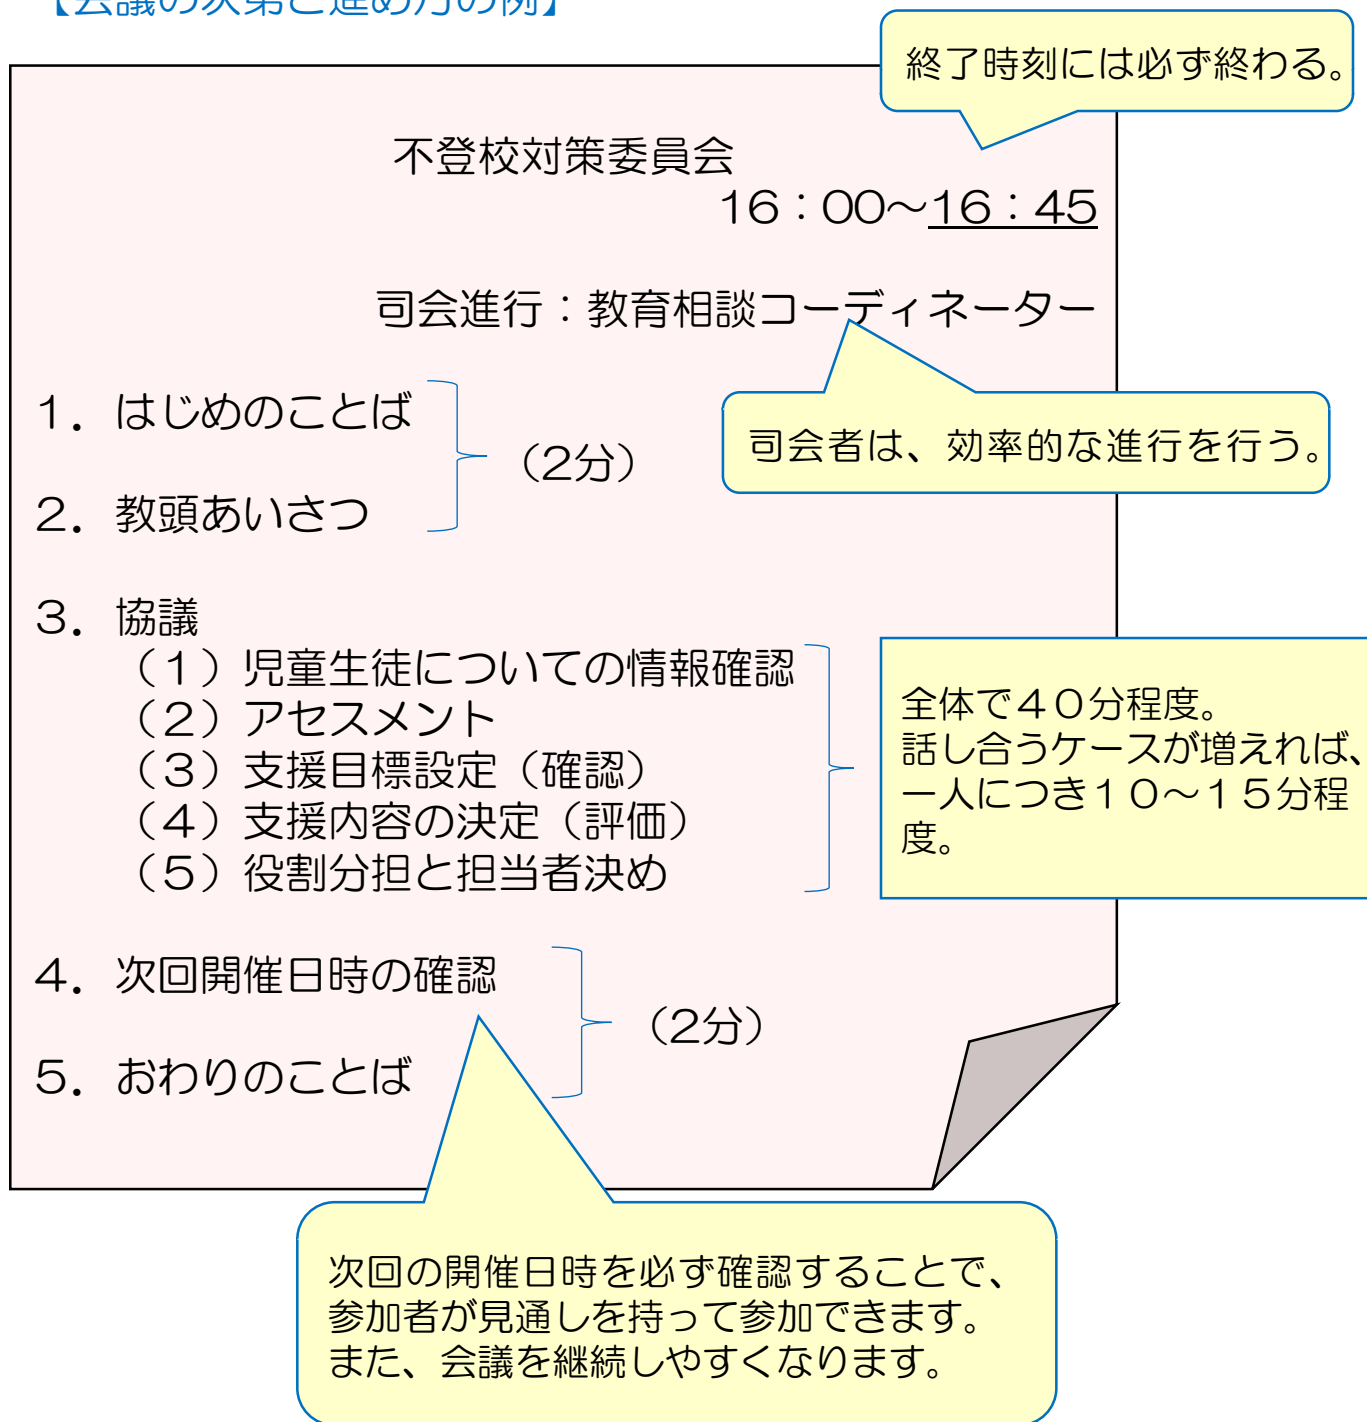 【会議の次第と進め方の例】
終了時刻には必ず終わる。
不登校対策委員会
16：00～16：45
司会進行：教育相談コーディネーター
司会者は、効率的な進行を行う。
1．はじめのことば
（2分）
2．教頭あいさつ
3．協議
（1）児童生徒についての情報確認
（2）アセスメント
（3）支援目標設定（確認）
（4）支援内容の決定（評価）
（5）役割分担と担当者決め
全体で４０分程度。
話し合うケースが増えれば、
一人につき１０～１５分程
度。
4．次回開催日時の確認
（2分）
5．おわりのことば
次回の開催日時を必ず確認することで、
参加者が見通しを持って参加できます。
また、会議を継続しやすくなります。